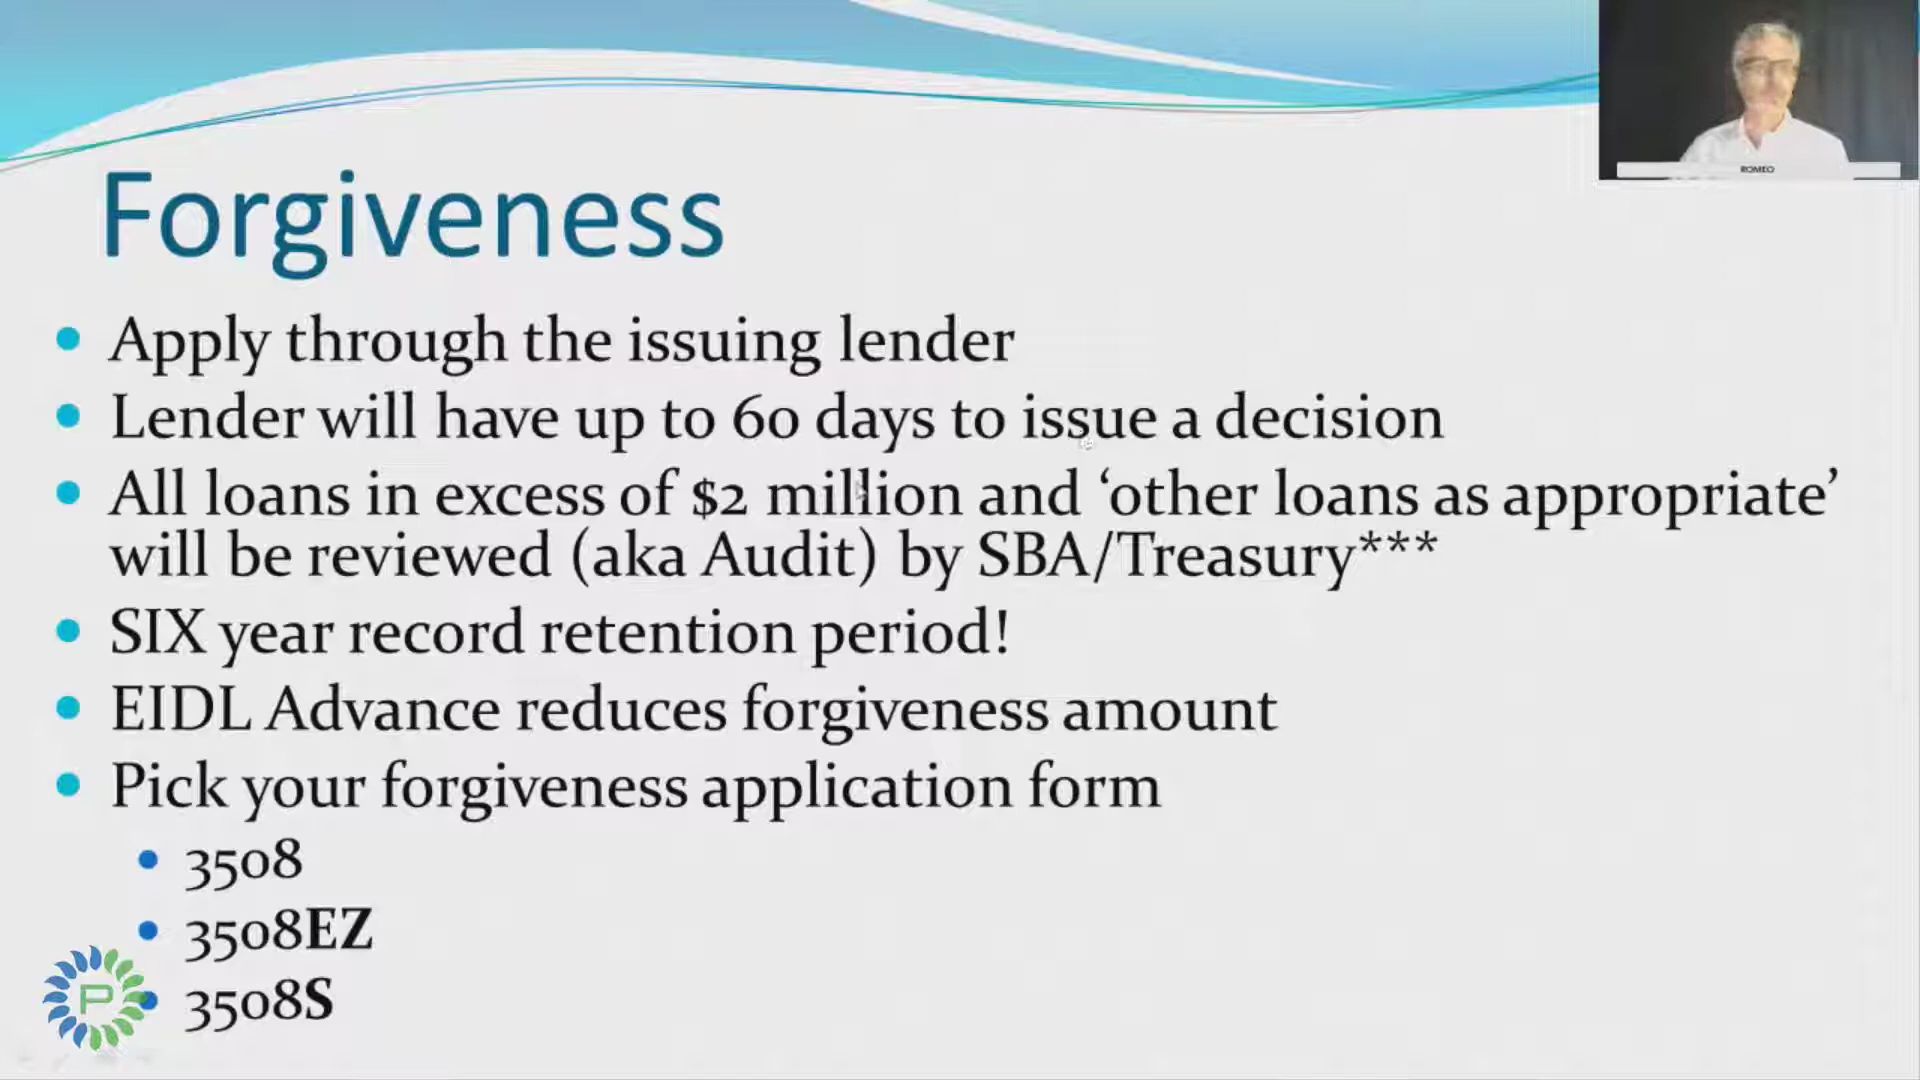 ROMEO
Forgiveness
• Apply through the issuing lender
• Lender will have up to 60 days to issue a decision
• All loans in excess of $2 million and ‘other loans as appropriate’
will be reviewed (aka Audit) by SBA/Treasury***
• SIX year record retention period!
• EIDL Advance reduces forgiveness amount
• Pick your forgiveness application form
• 3508
• 3508EZ
• 3508S
P